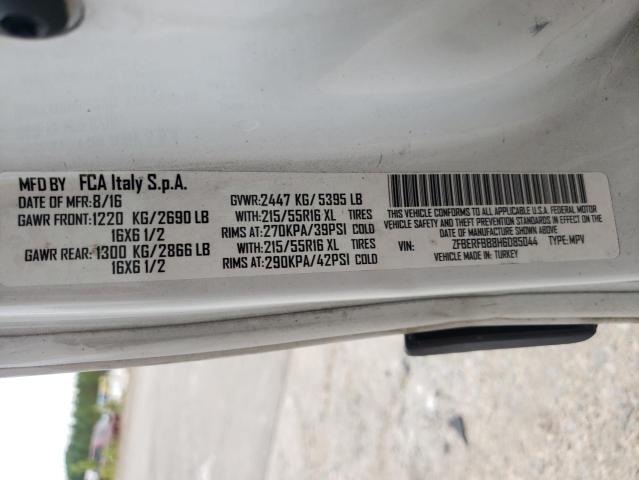 MFD BY FCA Italy S.p.A.
DATE OF MFR: 8/16
GVWR: 2447 KG/5395 LB
GAWR FRONT: 1220 KG/2690 LB WITH: 215/55R16 XL TIRES
16X6 1/2 RIMS AT: 270KPA/39PSI COLD
GAWR REAR: 1300 KG/2866 LB WITH: 215/55R16 XL TIRES
16X6 1/2 RIMS AT: 290KPA/42PSI COLD
THIS VEHICLE CONFORMS TO ALL APPLICABLE U.S.A. FEDERAL MOTOR
VEHICLE SAFETY, BUMPER, AND THEFT PREVENTION STANDARDS IN EFFECT ON THE
DATE OF MANUFACTURE SHOWN ABOVE
VIN: ZFBERFBB8H6D85044 TYPE: MPV
VEHICLE MADE IN: TURKEY